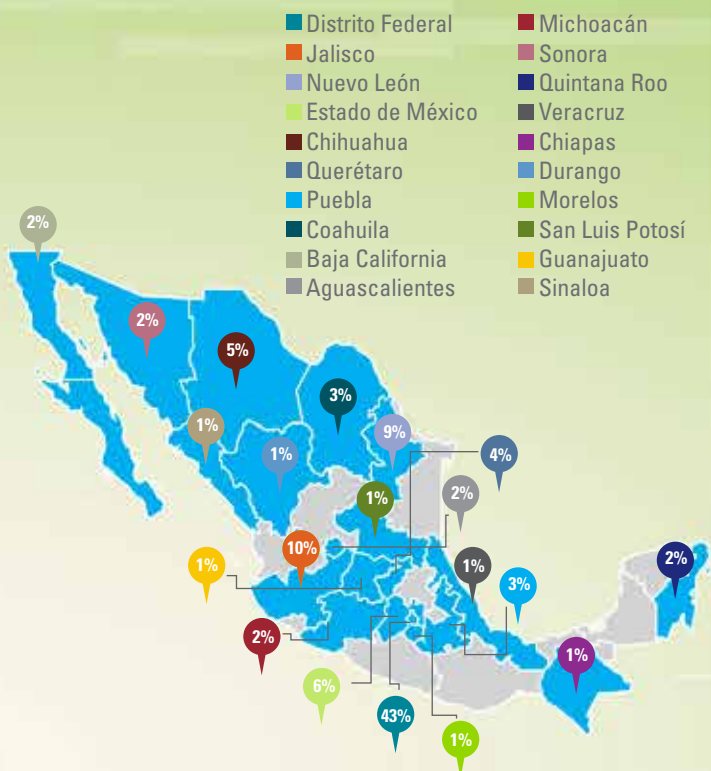 Distrito Federal
Jalisco
Nuevo León
Estado de México
Chihuahua
Querétaro
Puebla
Coahuila
Baja California
Aguascalientes
Michoacán
Sonora
Quintana Roo
Veracruz
Chiapas
Durango
Morelos
San Luis Potosí
Guanajuato
Sinaloa
2%
2%
5%
3%
1%
9%
1%
4%
1%
2%
10%
1%
1%
3%
2%
2%
1%
6%
43%
1%